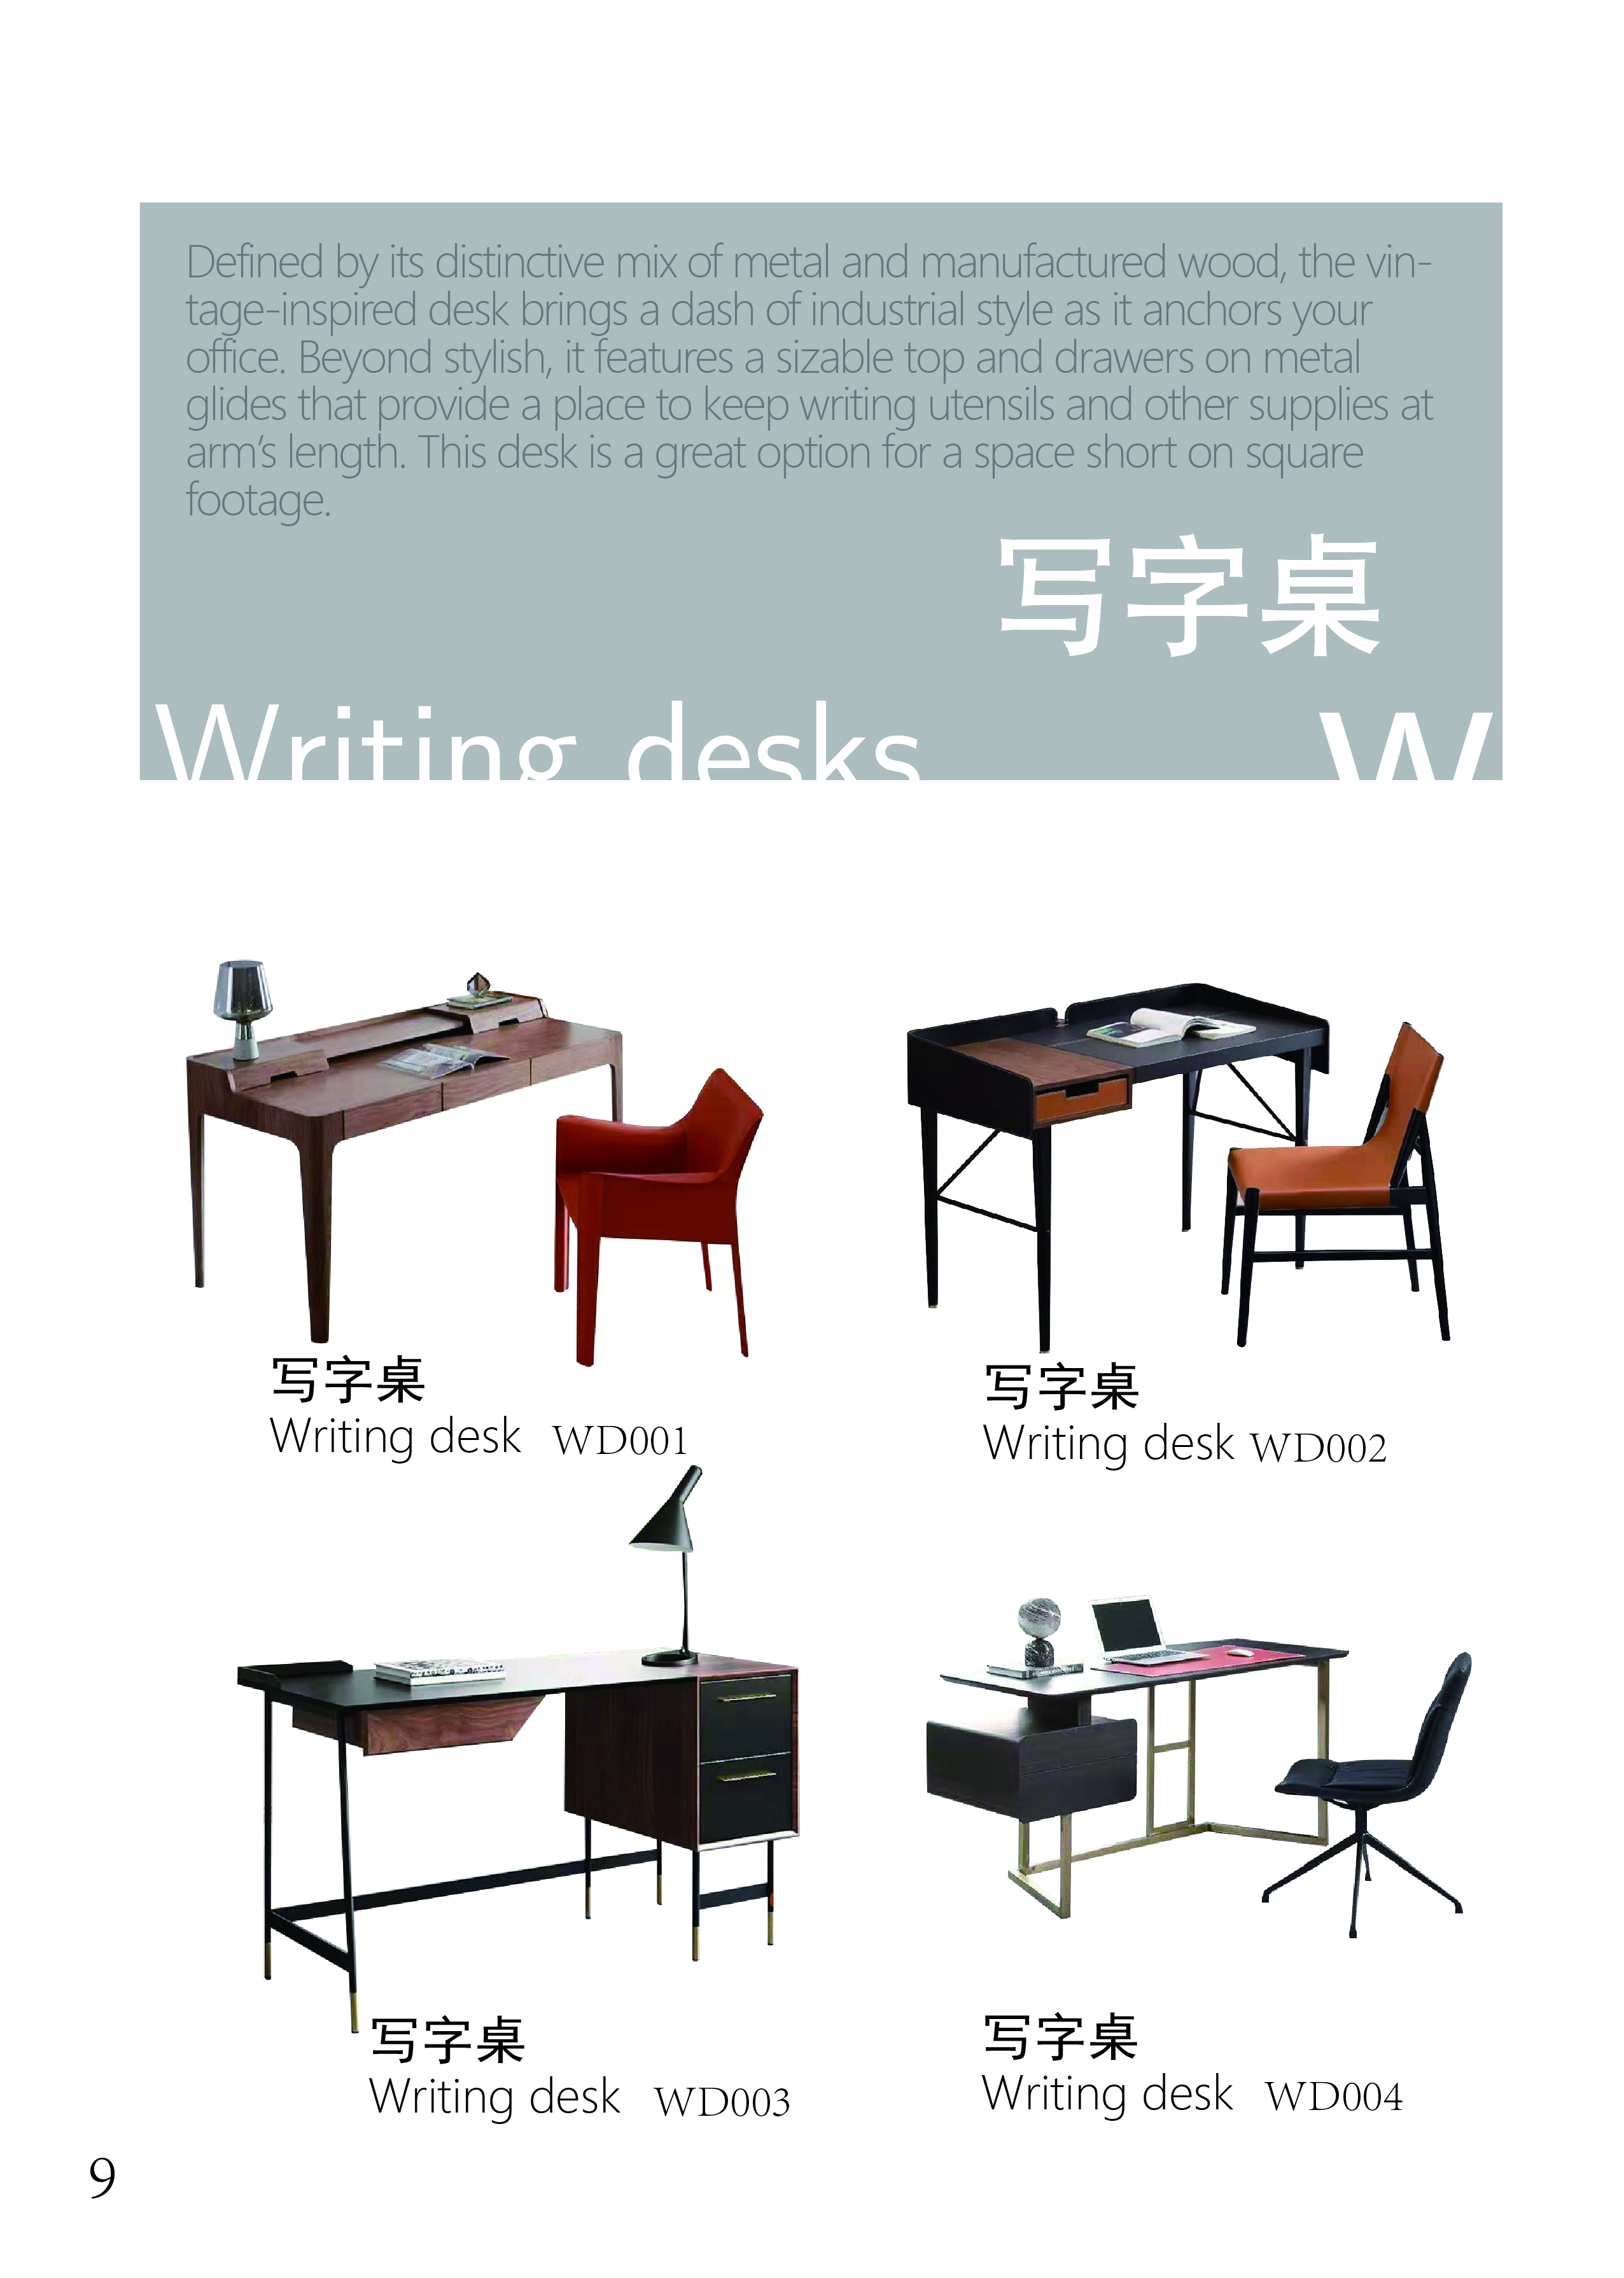 Defined by its distinctive mix of metal and manufactured wood, the vin-
tage-inspired desk brings a dash of industrial style as it anchors your
office. Beyond stylish, it features a sizable top and drawers on metal
glides that provide a place to keep writing utensils and other supplies at
arm's length. This desk is a great option for a space short on square
footage.
写字桌
Writing desks W
写字桌
Writing desk WD001
写字桌
Writing desk WD002
写字桌
Writing desk WD003
写字桌
Writing desk WD004
9